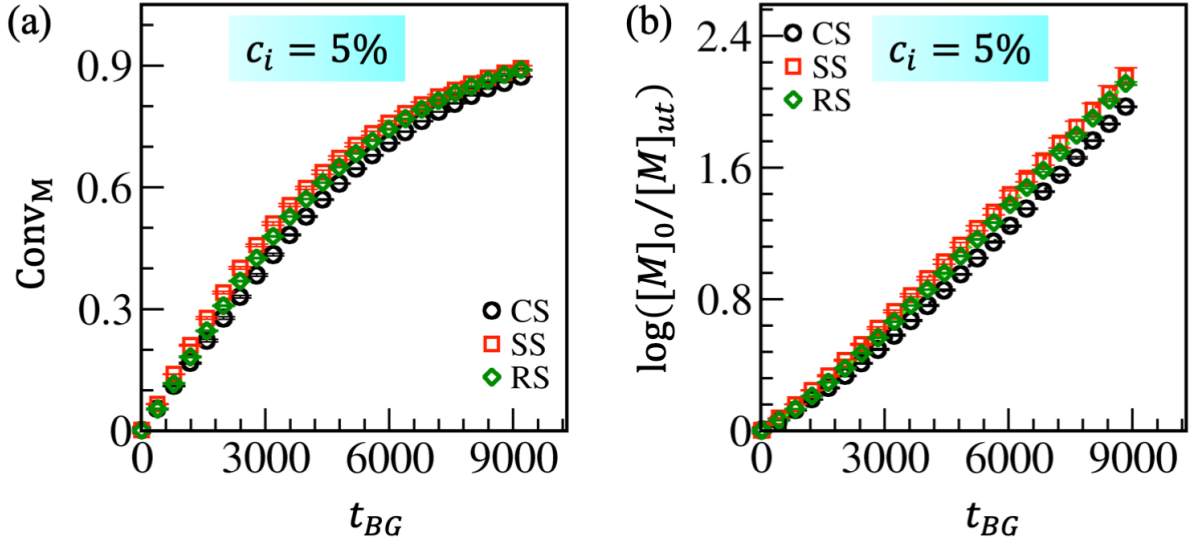 (a)
c_i = 5%
Conv_M
0.9
0.6
0.3
0
CS
SS
RS
0 3000 6000 9000
t_BG
(b)
CS
SS
RS
c_i = 5%
log([M]_0/[M]_ut)
2.4
1.6
0.8
0
0 3000 6000 9000
t_BG